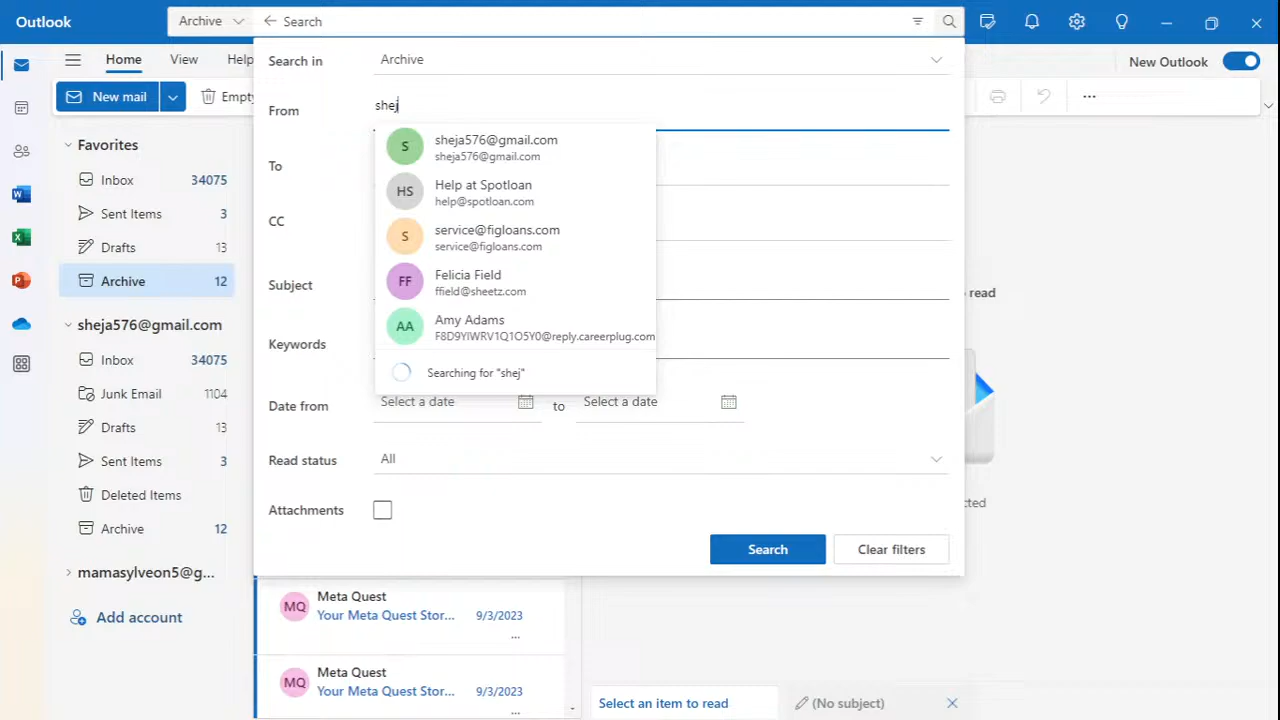 Outlook
Archive
Search
Home
View
Help
New Outlook
New mail
Empty
Search in
Archive
From
shej
To
CC
Subject
Keywords
S
sheja576@gmail.com
sheja576@gmail.com
HS
Help at Spotloan
help@spotloan.com
S
service@figloans.com
service@figloans.com
FF
Felicia Field
ffield@sheetz.com
AA
Amy Adams
F8D9YIWRV1Q1O5Y0@reply.careerplug.com
Searching for "shej"
Date from
Select a date
to
Select a date
Read status
All
Attachments
Search
Clear filters
Favorites
Inbox 34075
Sent Items 3
Drafts 13
Archive 12
sheja576@gmail.com
Inbox 34075
Junk Email 1104
Drafts 13
Sent Items 3
Deleted Items
Archive 12
mamasylveon5@g...
Add account
MQ
Meta Quest
Your Meta Quest Stor... 9/3/2023
...
MQ
Meta Quest
Your Meta Quest Stor... 9/3/2023
...
read
Select an item to read
(No subject)